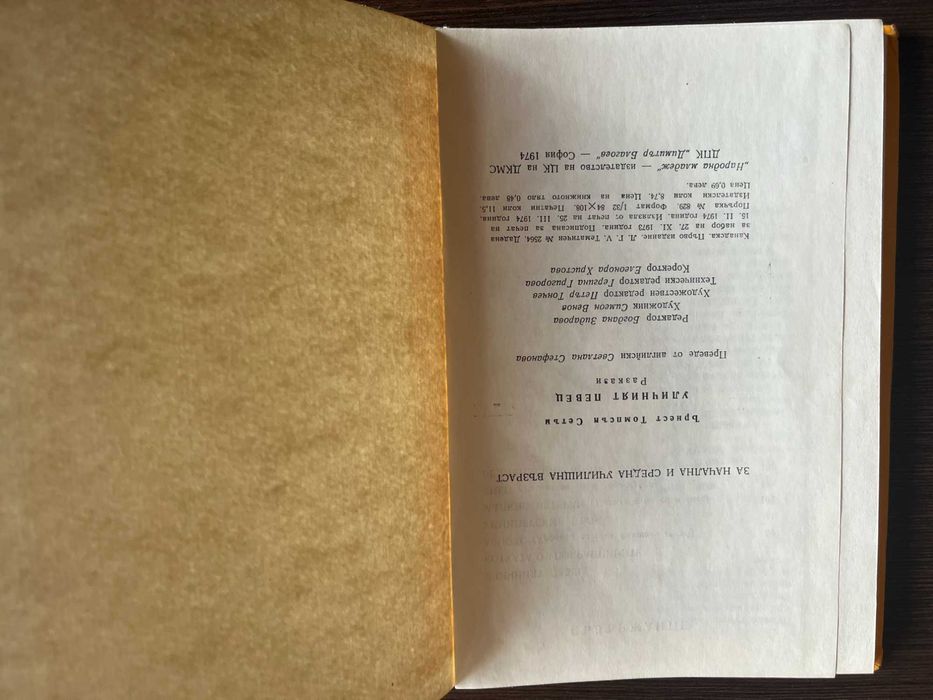 ЗА НАЧАЛНА И СРЕДНА УЧИЛИЩНА ВЪЗРАСТ
Ърнест Томпсън Сетън
УЛИЧНИЯТ ПЕВЕЦ
Разкази
Преведе от английски Светлана Стефанова
Редактор Богдана Зидарова
Художник Симеон Венов
Художествен редактор Петър Тончев
Технически редактор Гергина Григорова
Коректор Елеонора Христова
Канадска. Първо издание. Л. Г. V. Тематичен № 2564. Дадена
за набор на 27. XI. 1973 година. Подписана за печат на
15. II. 1974 година. Излязла от печат на 25. III. 1974 година.
Поръчка № 829. Формат 1/32 84×108. Печатни коли 11,5.
Издателски коли 8,74. Цена на книжното тяло 0,48 лева.
Цена 0,69 лева.
„Народна младеж“ — издателство на ЦК на ДКМС
ДПК „Димитър Благоев“ — София 1974